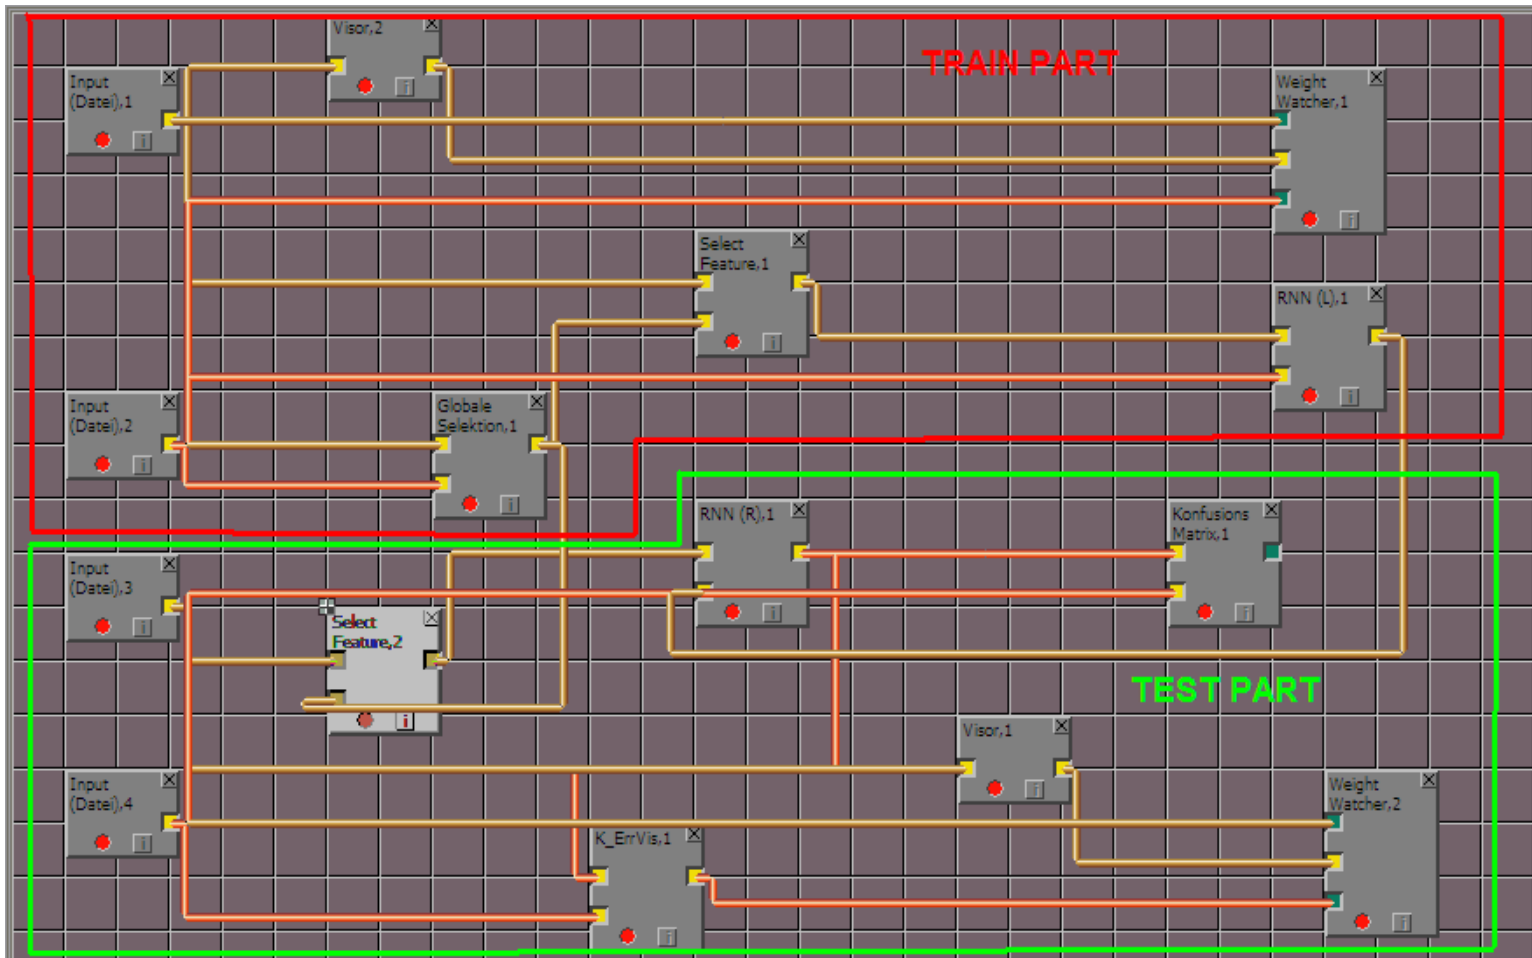 Visor,2
TRAIN PART
Input
(Datei),1
i
i
Weight
Watcher,1
i
Select
Feature,1
i
RNN (L),1
i
Input
(Datei),2
i
Globale
Selektion,1
i
RNN (R),1
i
Konfusions
Matrix,1
i
Input
(Datei),3
i
Select
Feature,2
i
TEST PART
Visor,1
i
Input
(Datei),4
i
Weight
Watcher,2
i
K_ErrVis,1
i